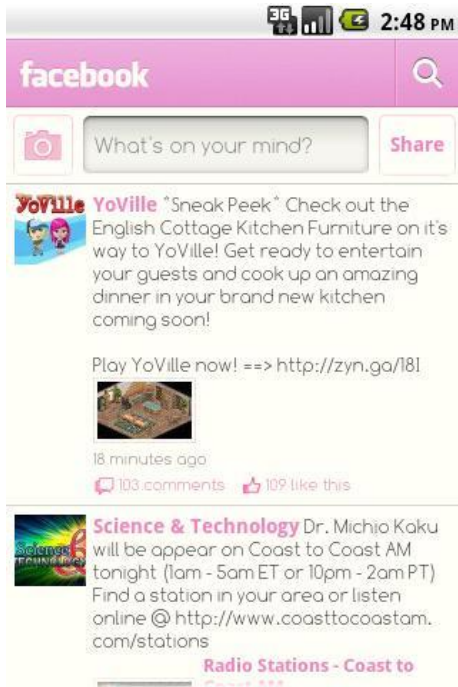 3G 2:48 PM
facebook
What's on your mind?
Share
YoVille
YoVille *Sneak Peek* Check out the
English Cottage Kitchen Furniture on it's
way to YoVille! Get ready to entertain
your guests and cook up an amazing
dinner in your brand new kitchen
coming soon!
Play YoVille now! ==> http://zyn.ga/18I
18 minutes ago
103 comments 109 like this
Science & Technology Dr. Michio Kaku
will be appear on Coast to Coast AM
tonight (1am - 5am ET or 10pm - 2am PT)
Find a station in your area or listen
online @ http://www.coasttocoastam.
com/stations
Radio Stations - Coast to
Coast AM